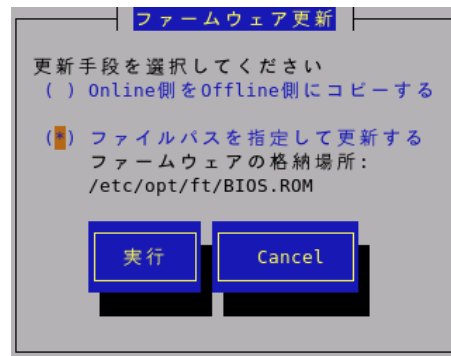 ファームウェア更新
更新手段を選択してください
( ) Online側をOffline側にコピーする
(*) ファイルパスを指定して更新する
ファームウェアの格納場所:
/etc/opt/ft/BIOS.ROM
実行 Cancel